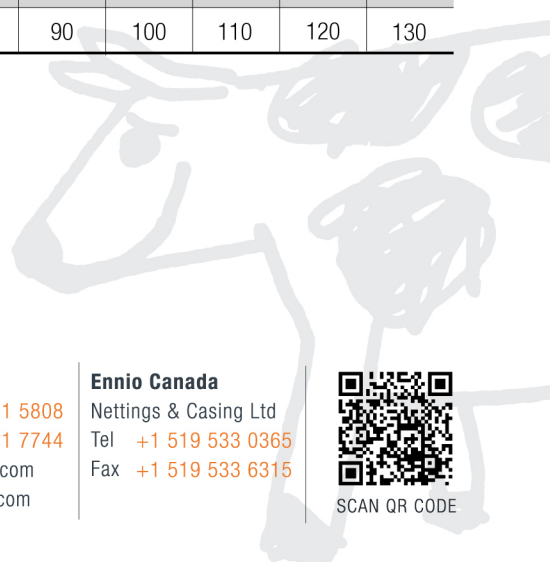 90 100 110 120 130
1 5808
1 7744
com
com
Ennio Canada
Nettings & Casing Ltd
Tel +1 519 533 0365
Fax +1 519 533 6315
SCAN QR CODE